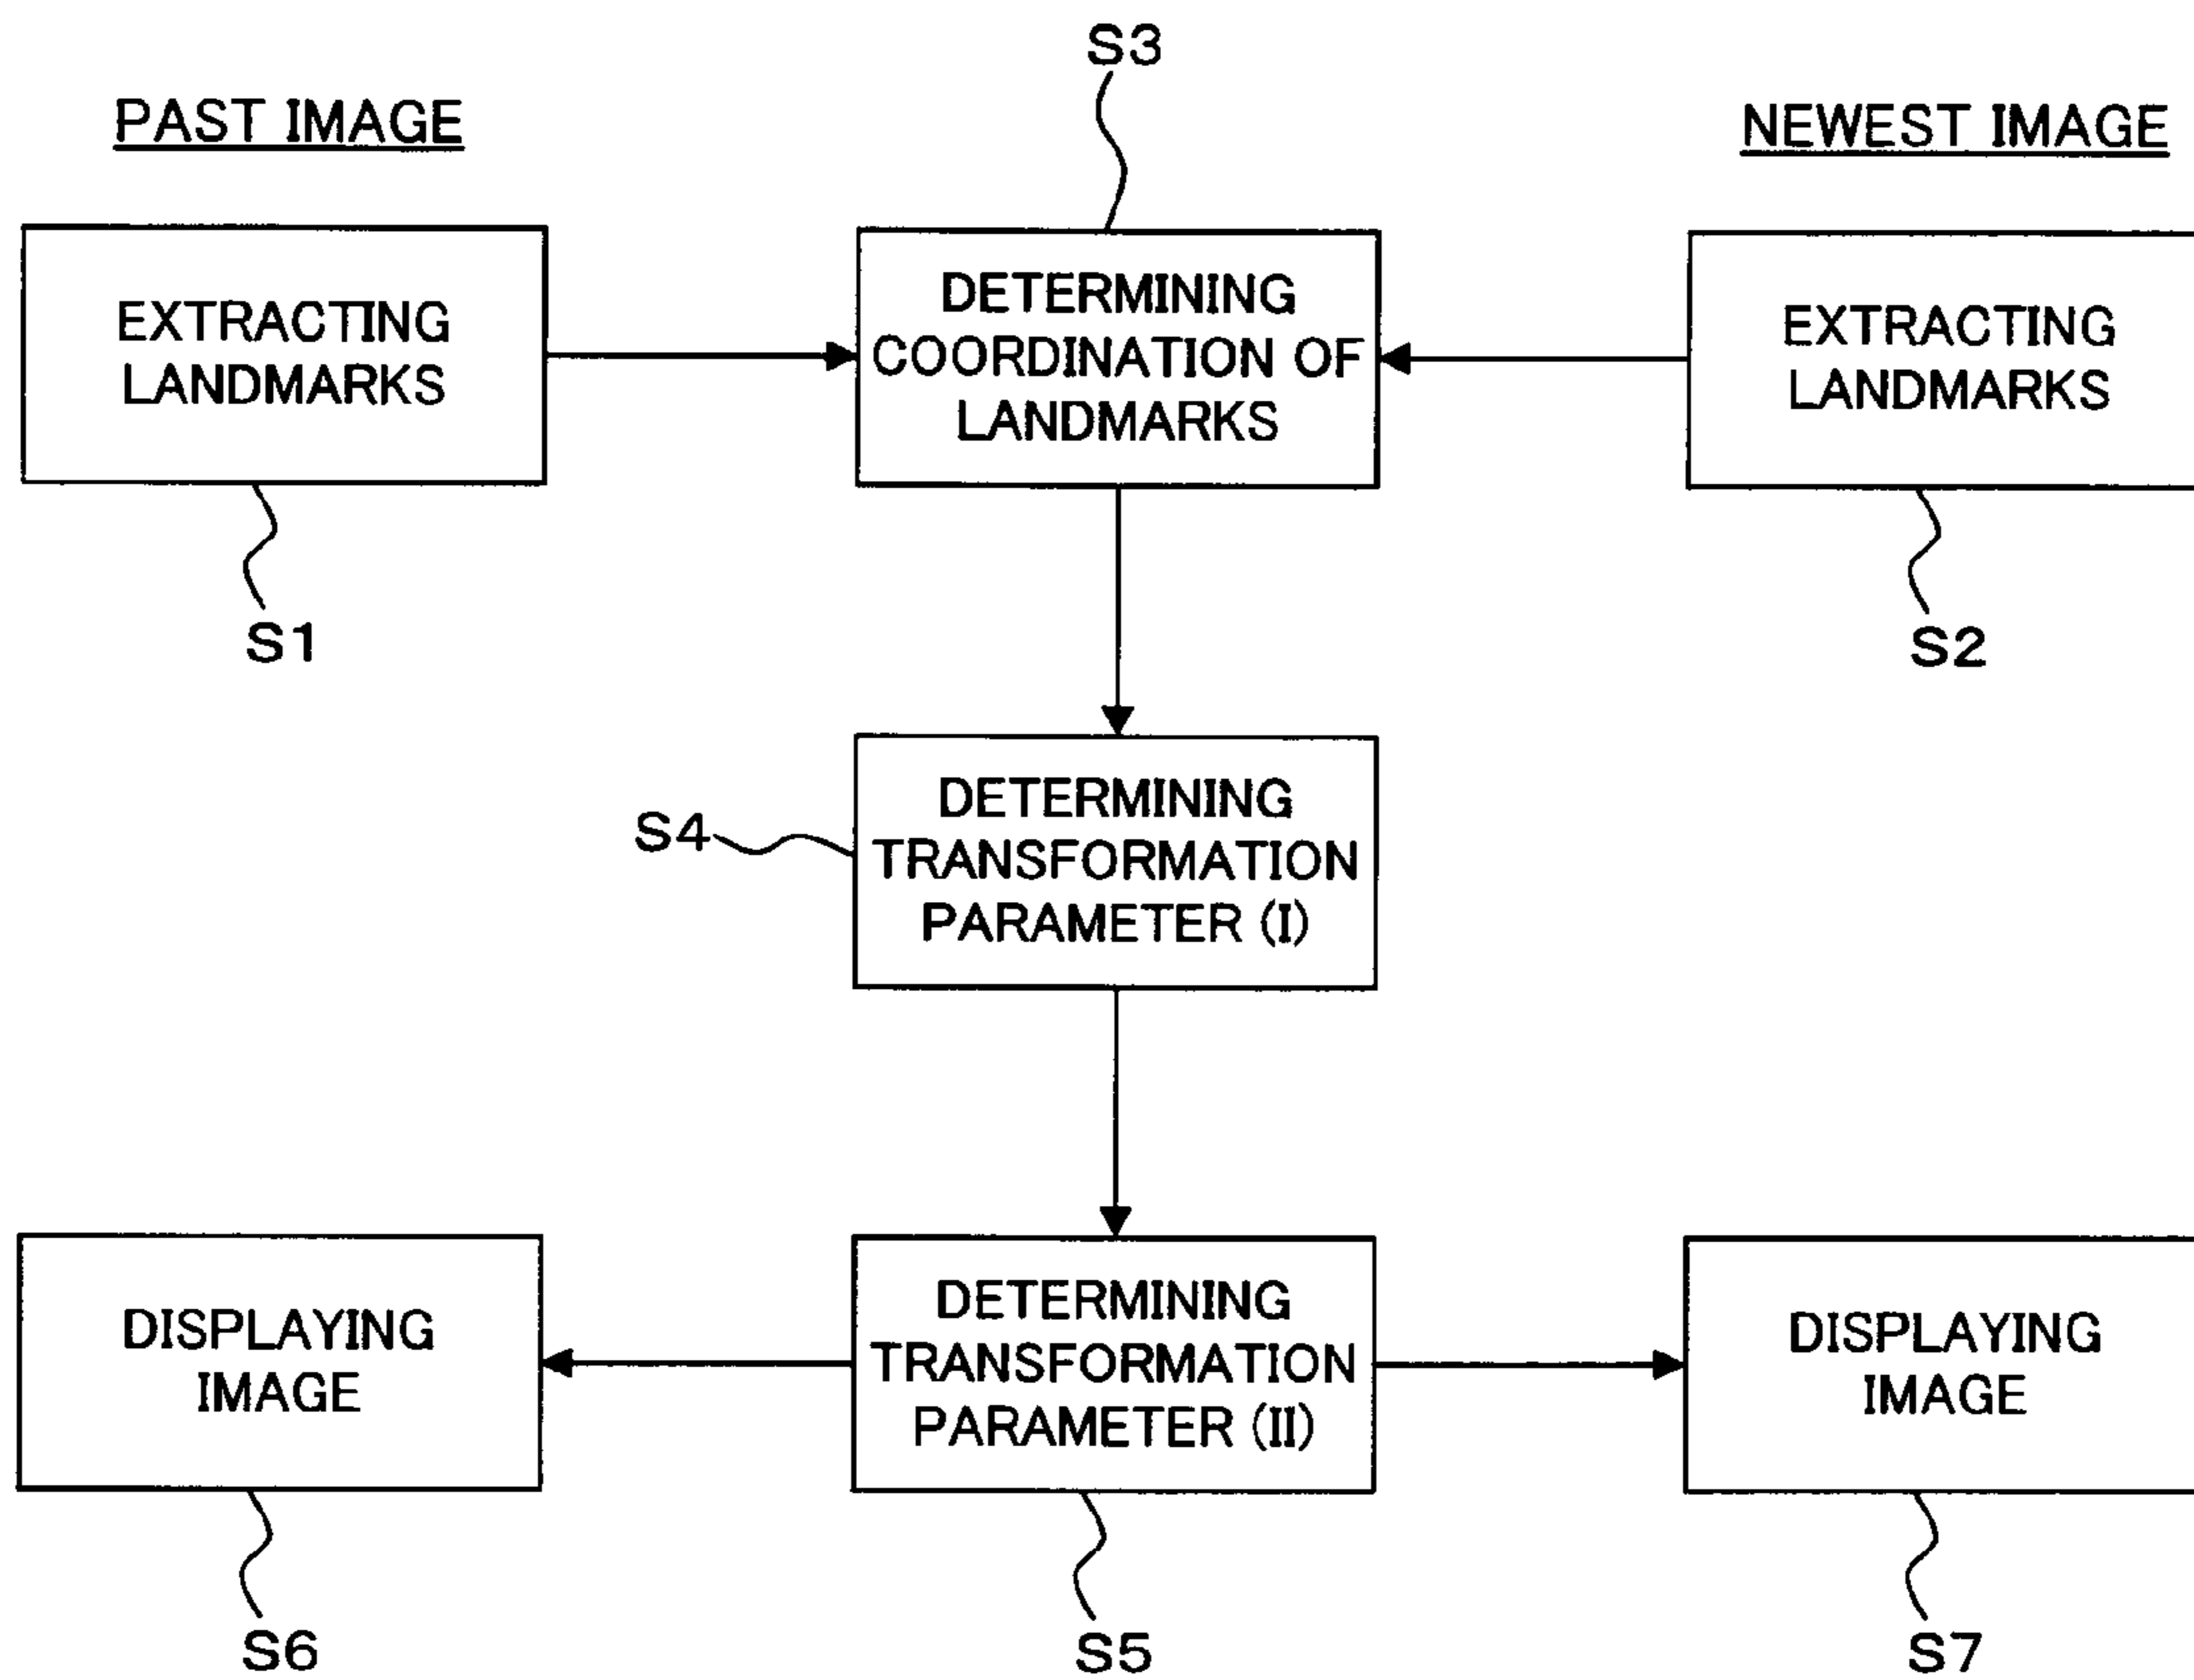 S3
PAST IMAGE
NEWEST IMAGE
EXTRACTING
LANDMARKS
DETERMINING
COORDINATION OF
LANDMARKS
EXTRACTING
LANDMARKS
S1
S2
DETERMINING
TRANSFORMATION
PARAMETER (I)
S4
DISPLAYING
IMAGE
DETERMINING
TRANSFORMATION
PARAMETER (II)
DISPLAYING
IMAGE
S6
S5
S7